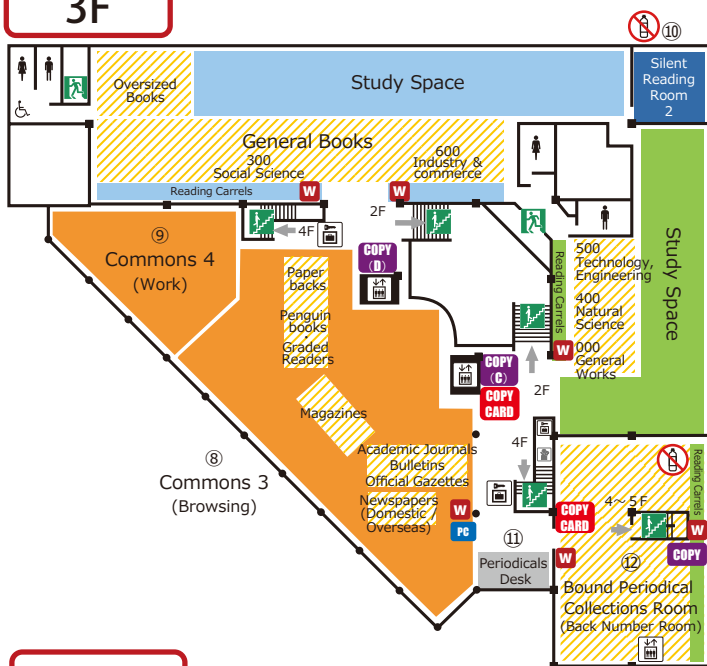 3F
⑩
Oversized
Books
Study Space
Silent
Reading
Room
2
General Books
300
Social Science
600
Industry &
commerce
Reading Carrels
W
W
⑨
Commons 4
(Work)
4F
2F
COPY
(D)
Paper
backs
Penguin
books
・
Graded
Readers
Reading Carrels
500
Technology,
Engineering
400
Natural
Science
000
General
Works
W
Study Space
COPY
(C)
COPY
CARD
2F
Magazines
⑧
Commons 3
(Browsing)
Academic Journals
Bulletins
Official Gazettes
Newspapers
(Domestic /
Overseas)
W
PC
4F
COPY
CARD
⑪
Periodicals
Desk
4～5F
Reading Carrels
W
COPY
W
⑫
Bound Periodical
Collections Room
(Back Number Room)